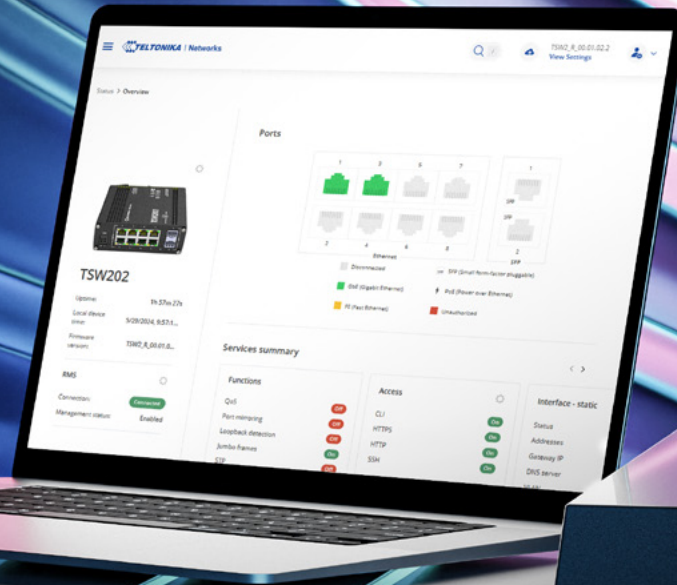 TELTONIKA | Networks
TSW2_R_00.01.02.2
View Settings
Status > Overview
Ports
1 3 5 7
1
SFP
SFP
2 4 6 8
2
Ethernet
SFP
Disconnected
SFP (Small form-factor pluggable)
GbE (Gigabit Ethernet)
PoE (Power over Ethernet)
FE (Fast Ethernet)
Unauthorized
TSW202
Uptime: 1h 37m 27s
Local device time: 5/29/2024, 9:57:1...
Firmware version: TSW2_R_00.01.0...
RMS
Connection: Connected
Management status: Enabled
Services summary
Functions
QoS Off
Port mirroring Off
Loopback detection Off
Jumbo frames On
STP Off
Access
CLI On
HTTPS On
HTTP On
SSH On
Interface - static
Status
Addresses
Gateway IP
DNS server
VLAN